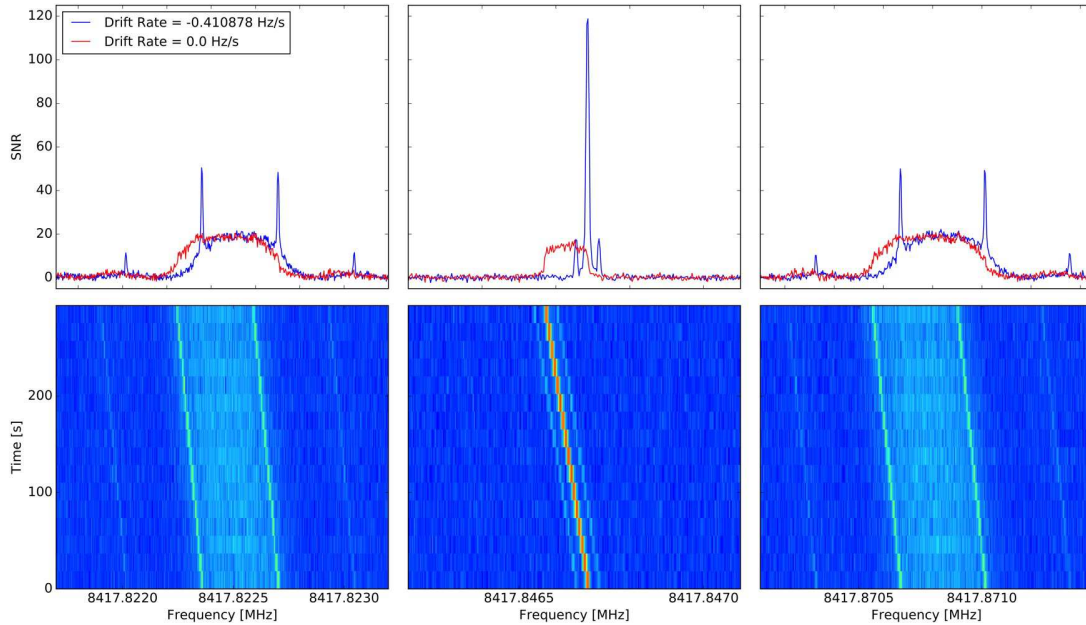 120
100
80
60
40
20
0
SNR
Drift Rate = -0.410878 Hz/s
Drift Rate = 0.0 Hz/s
200
100
0
Time [s]
8417.8220
8417.8225
8417.8230
Frequency [MHz]
8417.8465
8417.8470
Frequency [MHz]
8417.8705
8417.8710
Frequency [MHz]